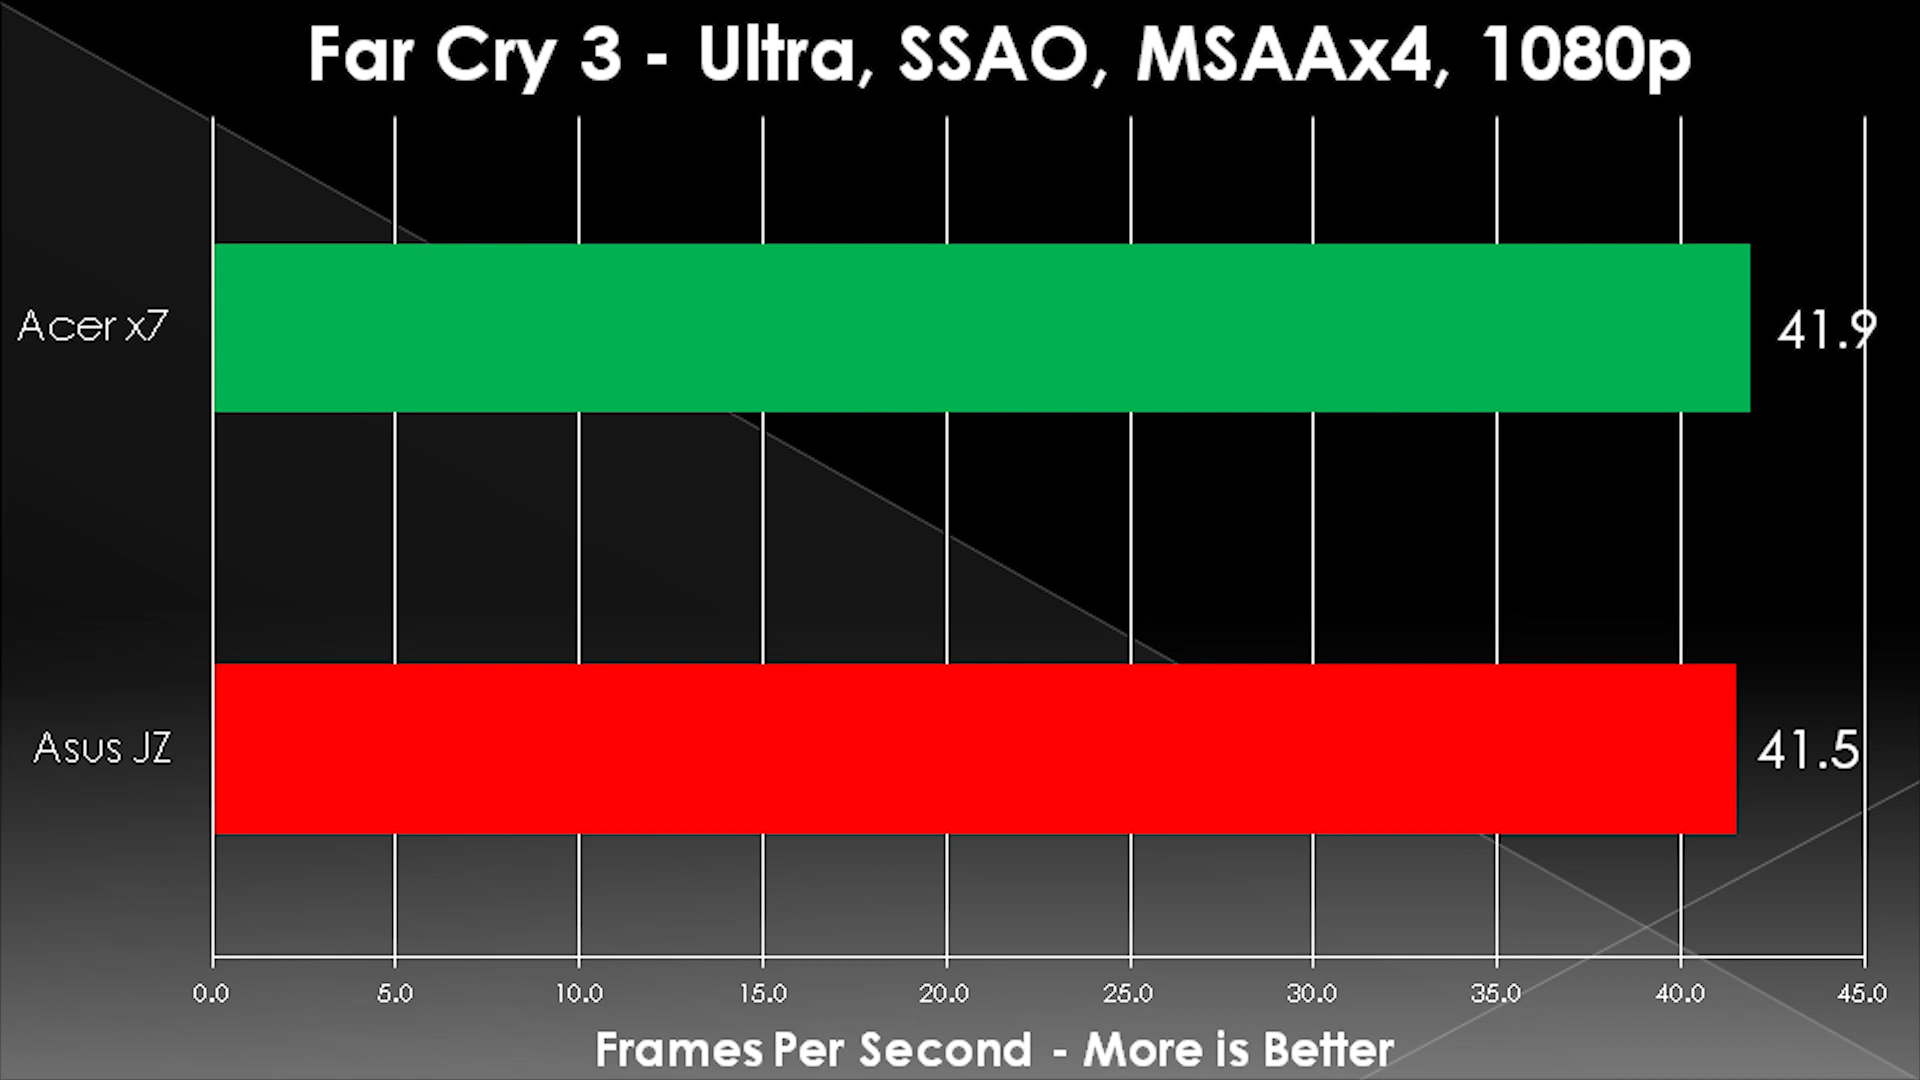 Far Cry 3 - Ultra, SSAO, MSAAx4, 1080p
Acer x7
41.9
Asus JZ
41.5
0.0 5.0 10.0 15.0 20.0 25.0 30.0 35.0 40.0 45.0
Frames Per Second - More is Better